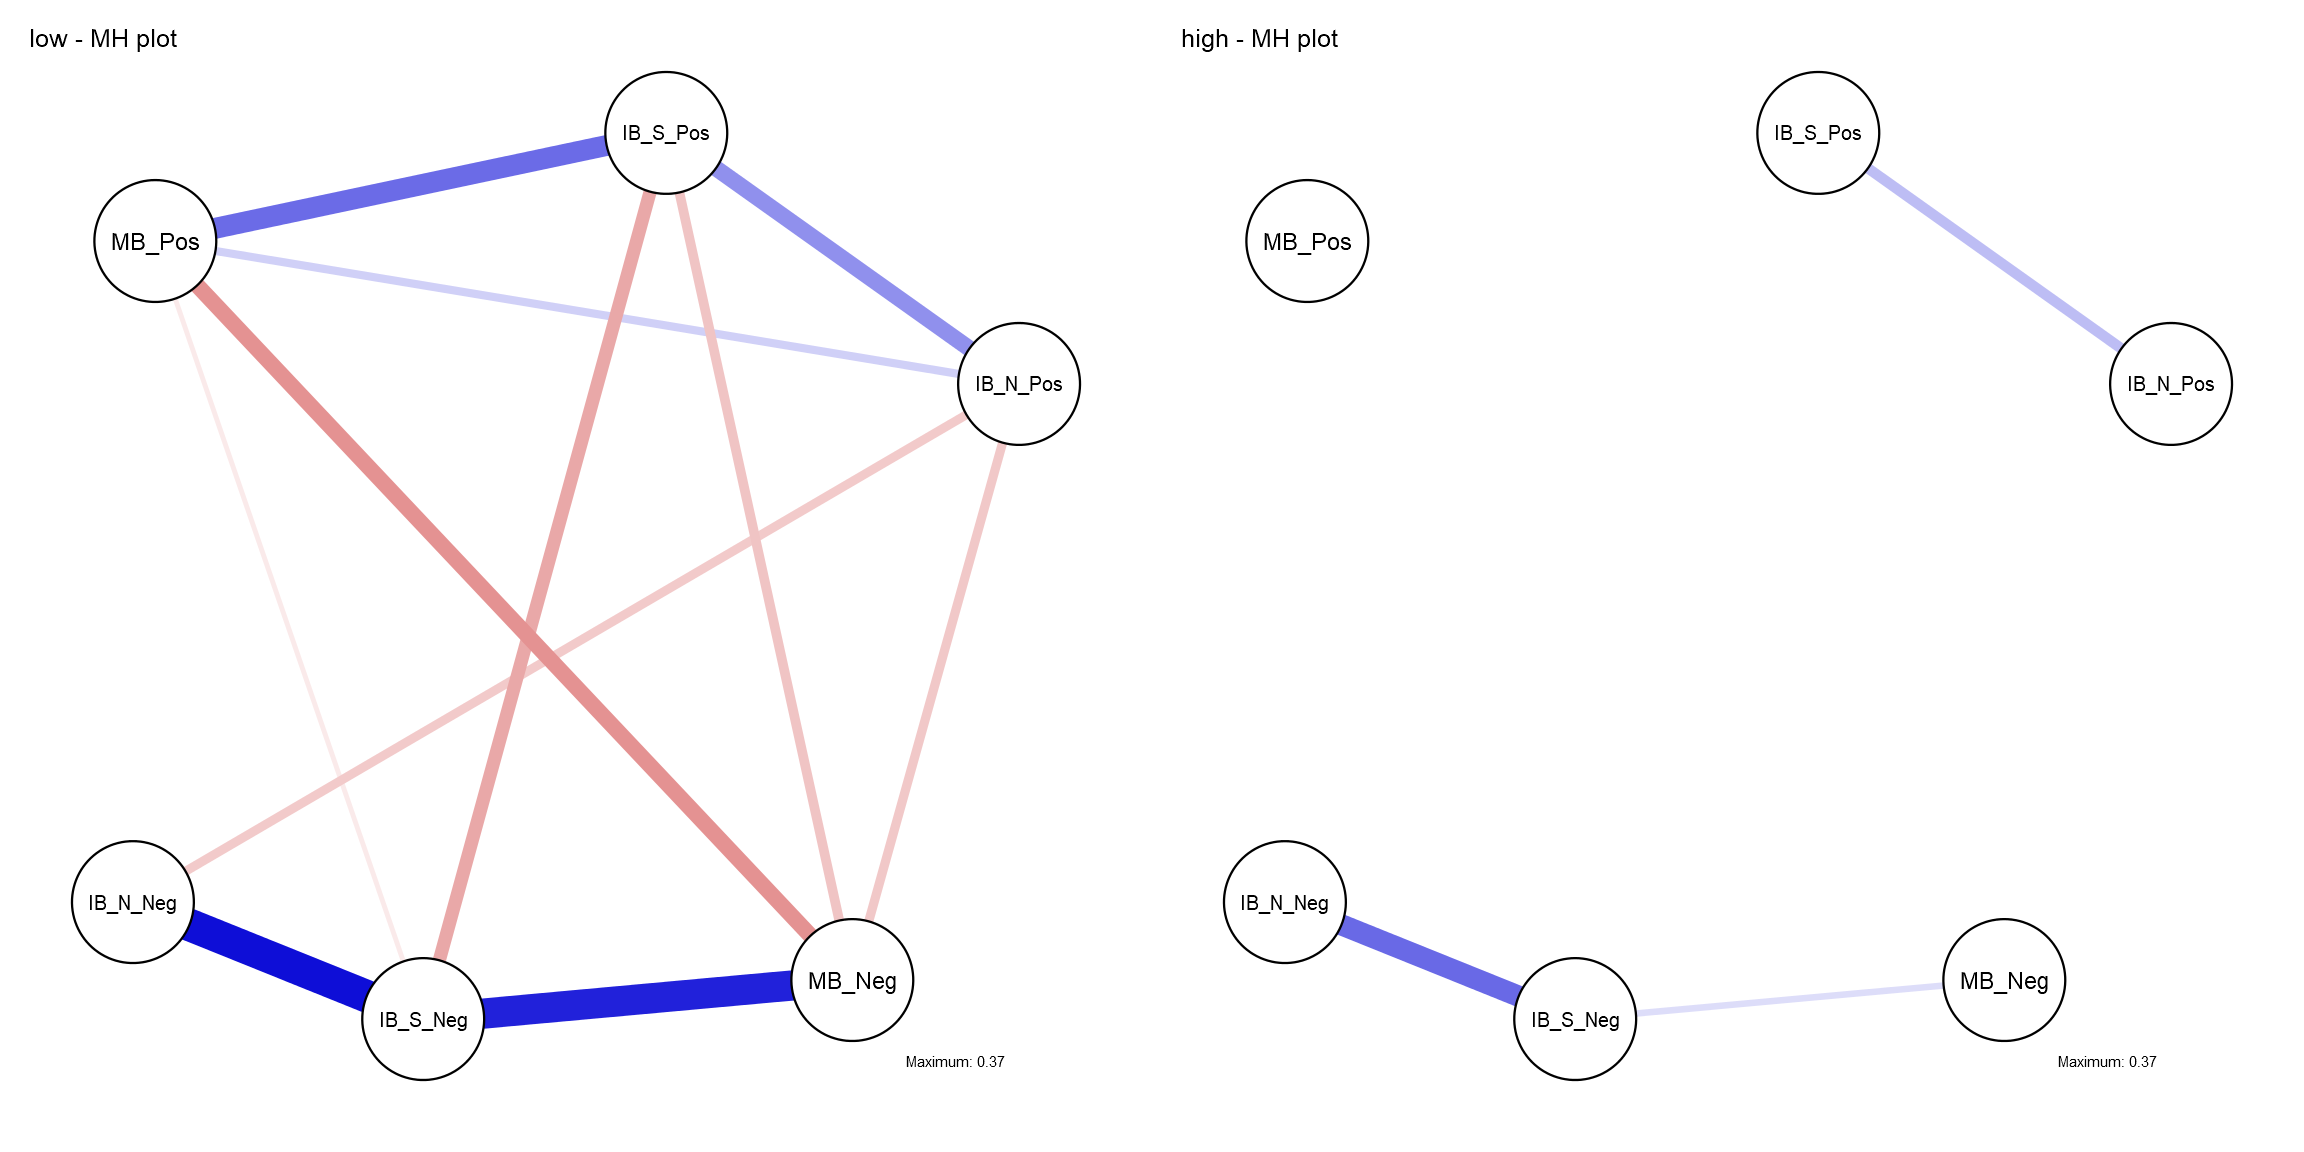 low - MH plot
IB_S_Pos
MB_Pos
IB_N_Pos
IB_N_Neg
MB_Neg
IB_S_Neg
Maximum: 0.37
high - MH plot
IB_S_Pos
MB_Pos
IB_N_Pos
IB_N_Neg
MB_Neg
IB_S_Neg
Maximum: 0.37